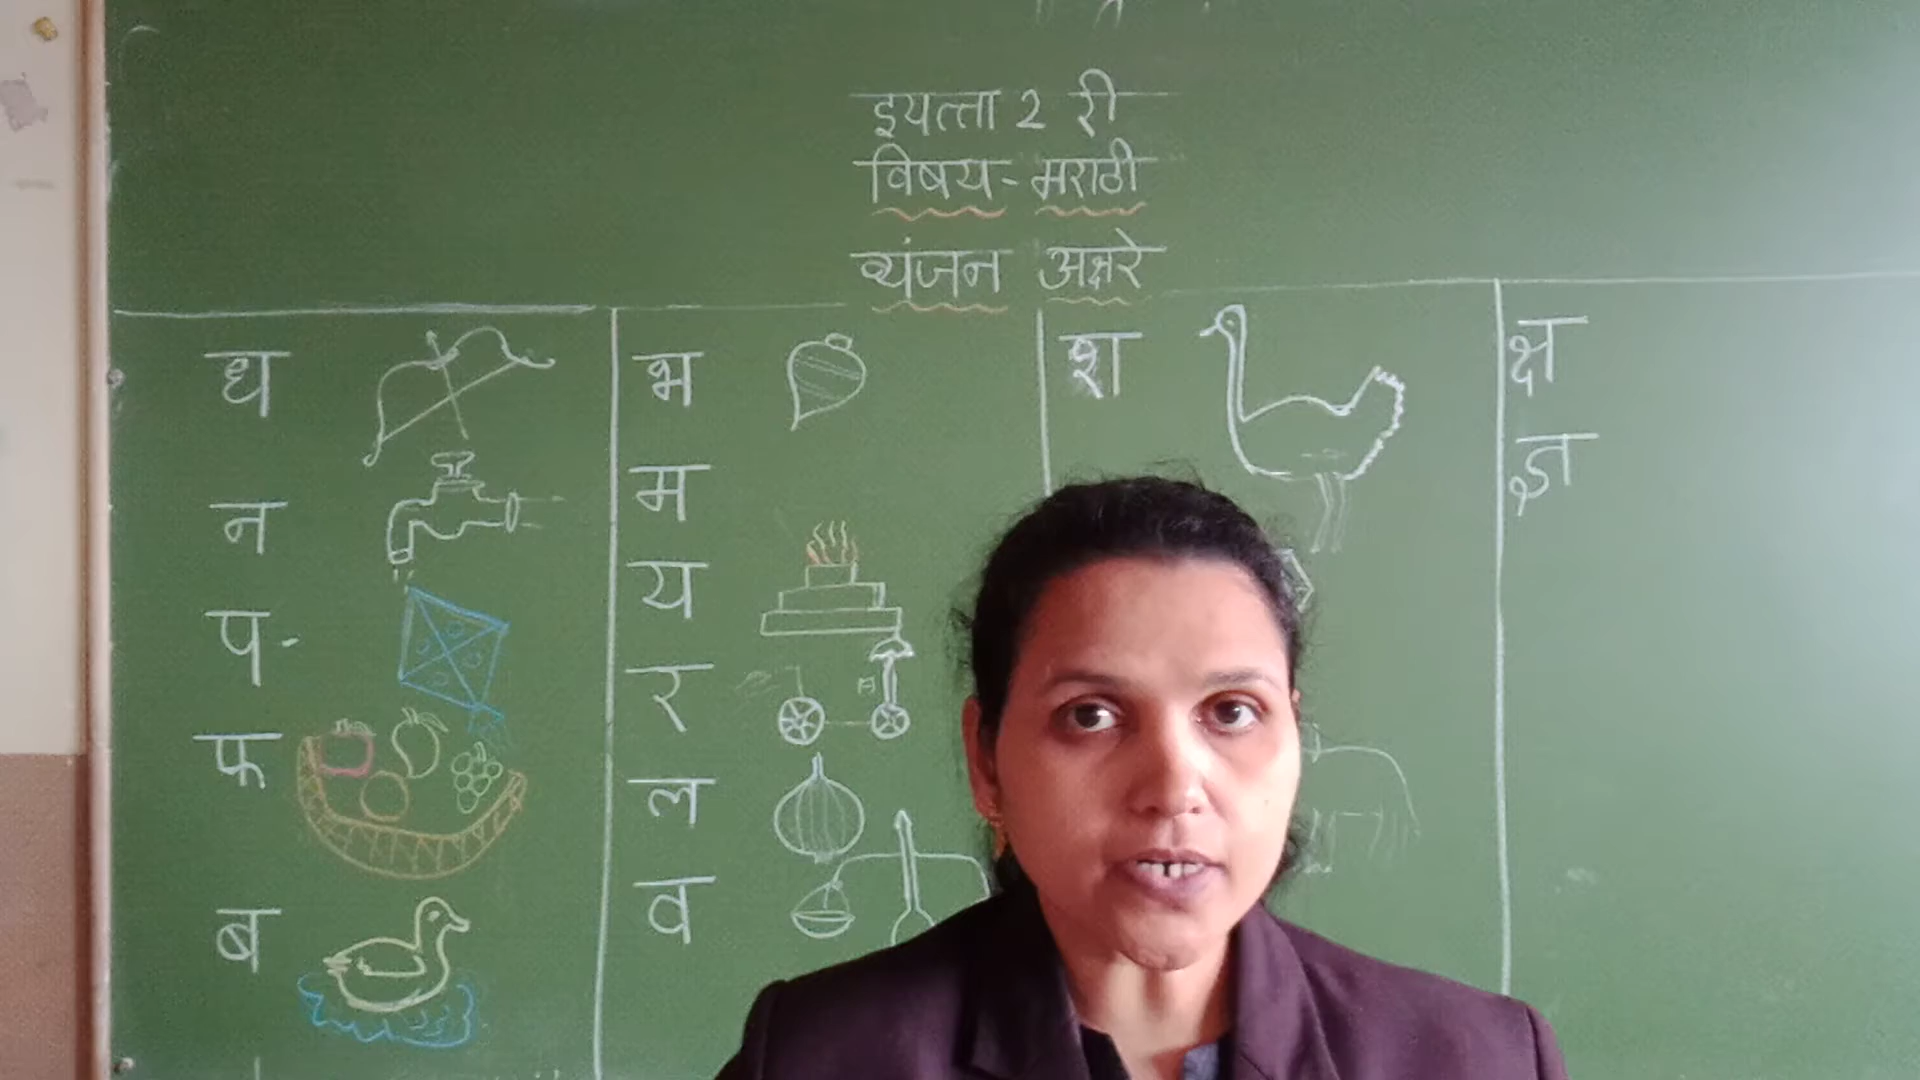 इयत्ता 2 री
विषय - मराठी
व्यंजन अक्षरे
ध
न
प -
फ
ब
भ
म
य
र
ल
व
श
क्ष
ज्ञ